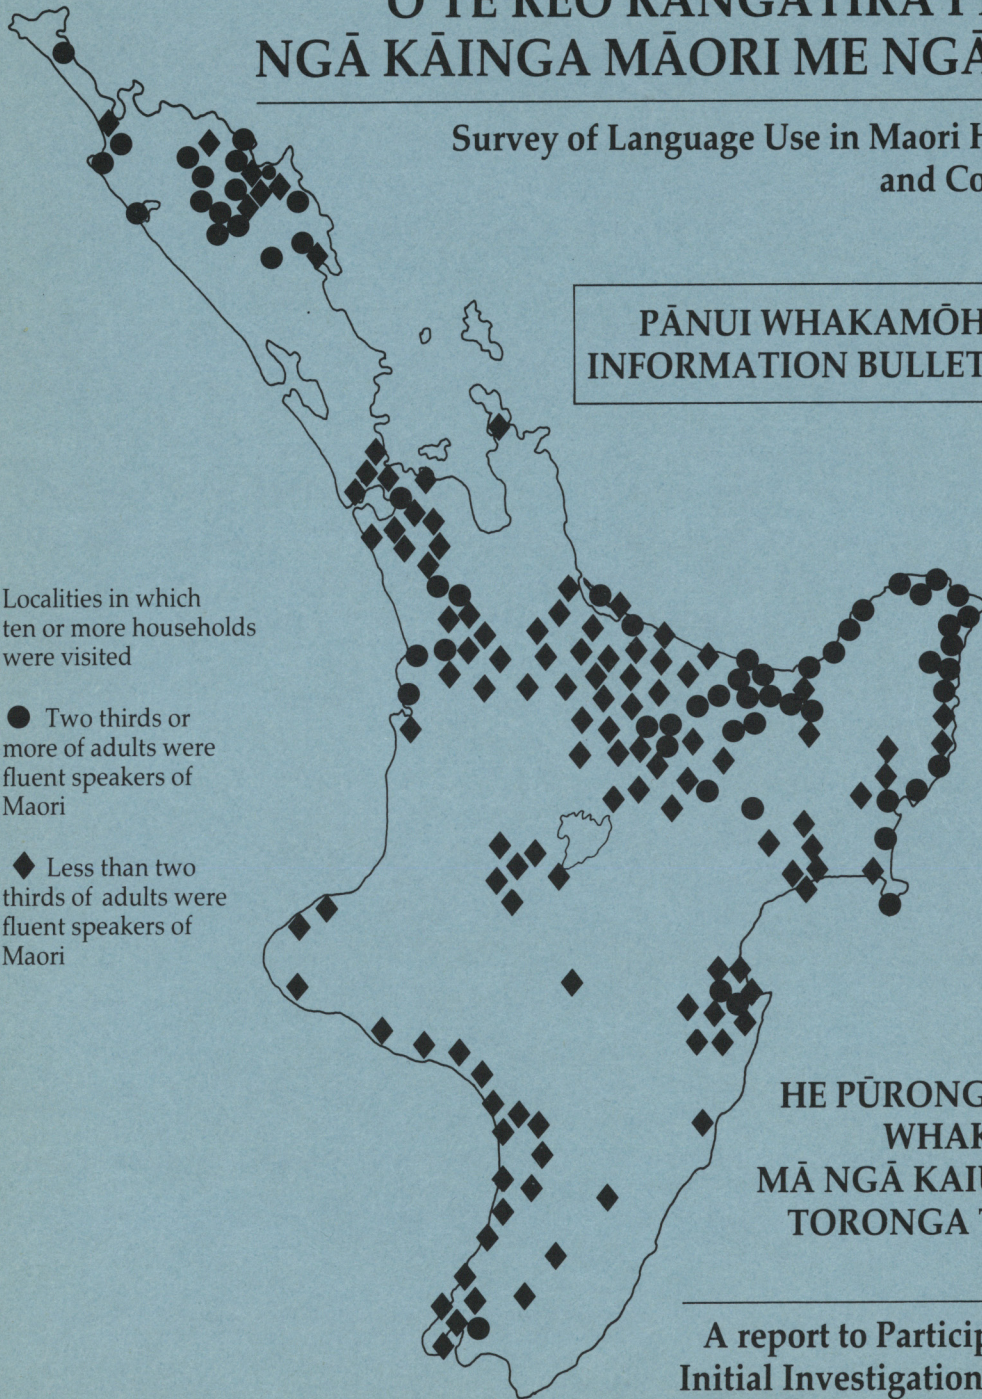 O TE REO RANGATIRA I
NGĀ KĀINGA MĀORI ME NGĀ
Survey of Language Use in Maori H
and Co
PĀNUI WHAKAMŌH
INFORMATION BULLET
Localities in which
ten or more households
were visited
Two thirds or
more of adults were
fluent speakers of
Maori
Less than two
thirds of adults were
fluent speakers of
Maori
HE PŪRONG
WHAK
MĀ NGĀ KAIU
TORONGA T
A report to Particip
Initial Investigation